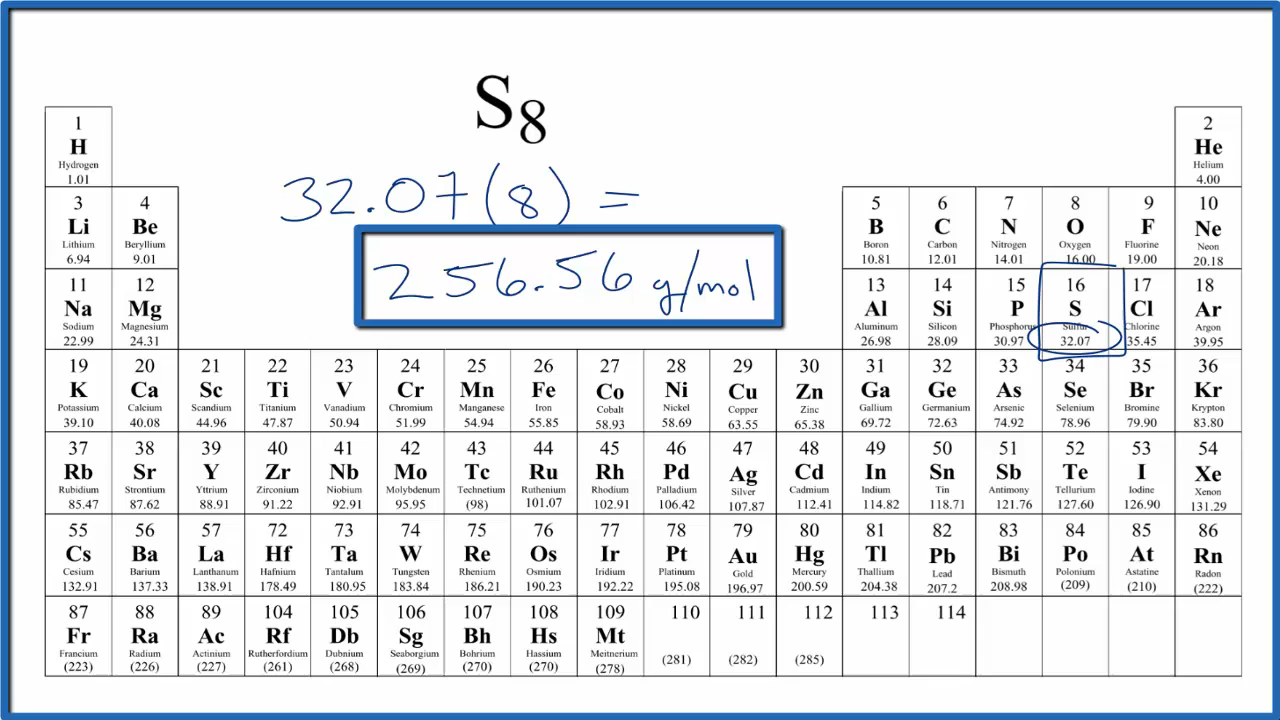 S8
32.07(8) =
256.56 g/mol
1 2
H He
Hydrogen Helium
1.01 4.00
3 4 5 6 7 8 9 10
Li Be B C N O F Ne
Lithium Beryllium Boron Carbon Nitrogen Oxygen Fluorine Neon
6.94 9.01 10.81 12.01 14.01 16.00 19.00 20.18
11 12 13 14 15 16 17 18
Na Mg Al Si P S Cl Ar
Sodium Magnesium Aluminum Silicon Phosphorus Sulfur Chlorine Argon
22.99 24.31 26.98 28.09 30.97 32.07 35.45 39.95
19 20 21 22 23 24 25 26 27 28 29 30 31 32 33 34 35 36
K Ca Sc Ti V Cr Mn Fe Co Ni Cu Zn Ga Ge As Se Br Kr
Potassium Calcium Scandium Titanium Vanadium Chromium Manganese Iron Cobalt Nickel Copper Zinc Gallium Germanium Arsenic Selenium Bromine Krypton
39.10 40.08 44.96 47.87 50.94 51.99 54.94 55.85 58.93 58.69 63.55 65.38 69.72 72.63 74.92 78.96 79.90 83.80
37 38 39 40 41 42 43 44 45 46 47 48 49 50 51 52 53 54
Rb Sr Y Zr Nb Mo Tc Ru Rh Pd Ag Cd In Sn Sb Te I Xe
Rubidium Strontium Yttrium Zirconium Niobium Molybdenum Technetium Ruthenium Rhodium Palladium Silver Cadmium Indium Tin Antimony Tellurium Iodine Xenon
85.47 87.62 88.91 91.22 92.91 95.95 (98) 101.07 102.91 106.42 107.87 112.41 114.82 118.71 121.76 127.60 126.90 131.29
55 56 57 72 73 74 75 76 77 78 79 80 81 82 83 84 85 86
Cs Ba La Hf Ta W Re Os Ir Pt Au Hg Tl Pb Bi Po At Rn
Cesium Barium Lanthanum Hafnium Tantalum Tungsten Rhenium Osmium Iridium Platinum Gold Mercury Thallium Lead Bismuth Polonium Astatine Radon
132.91 137.33 138.91 178.49 180.95 183.84 186.21 190.23 192.22 195.08 196.97 200.59 204.38 207.2 208.98 (209) (210) (222)
87 88 89 104 105 106 107 108 109 110 111 112 113 114
Fr Ra Ac Rf Db Sg Bh Hs Mt
Francium Radium Actinium Rutherfordium Dubnium Seaborgium Bohrium Hassium Meitnerium
(223) (226) (227) (261) (268) (269) (270) (270) (278) (281) (282) (285)